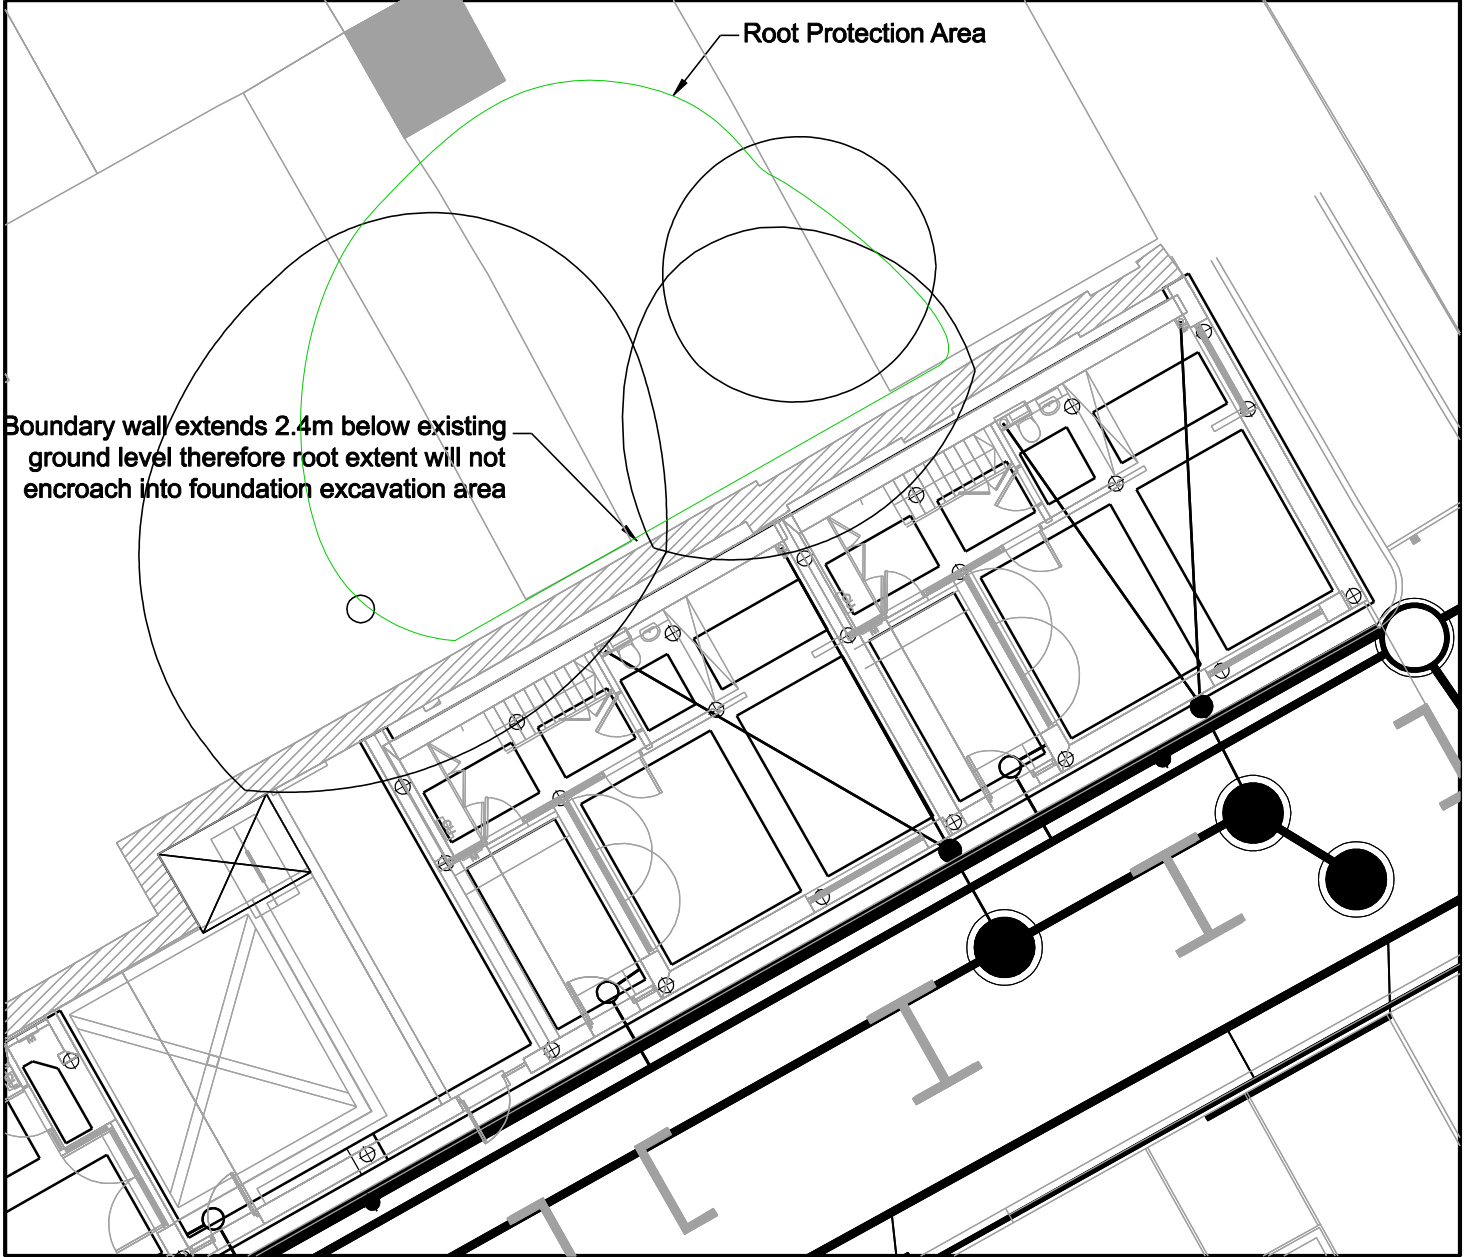 Root Protection Area
Boundary wall extends 2.4m below existing
ground level therefore root extent will not
encroach into foundation excavation area